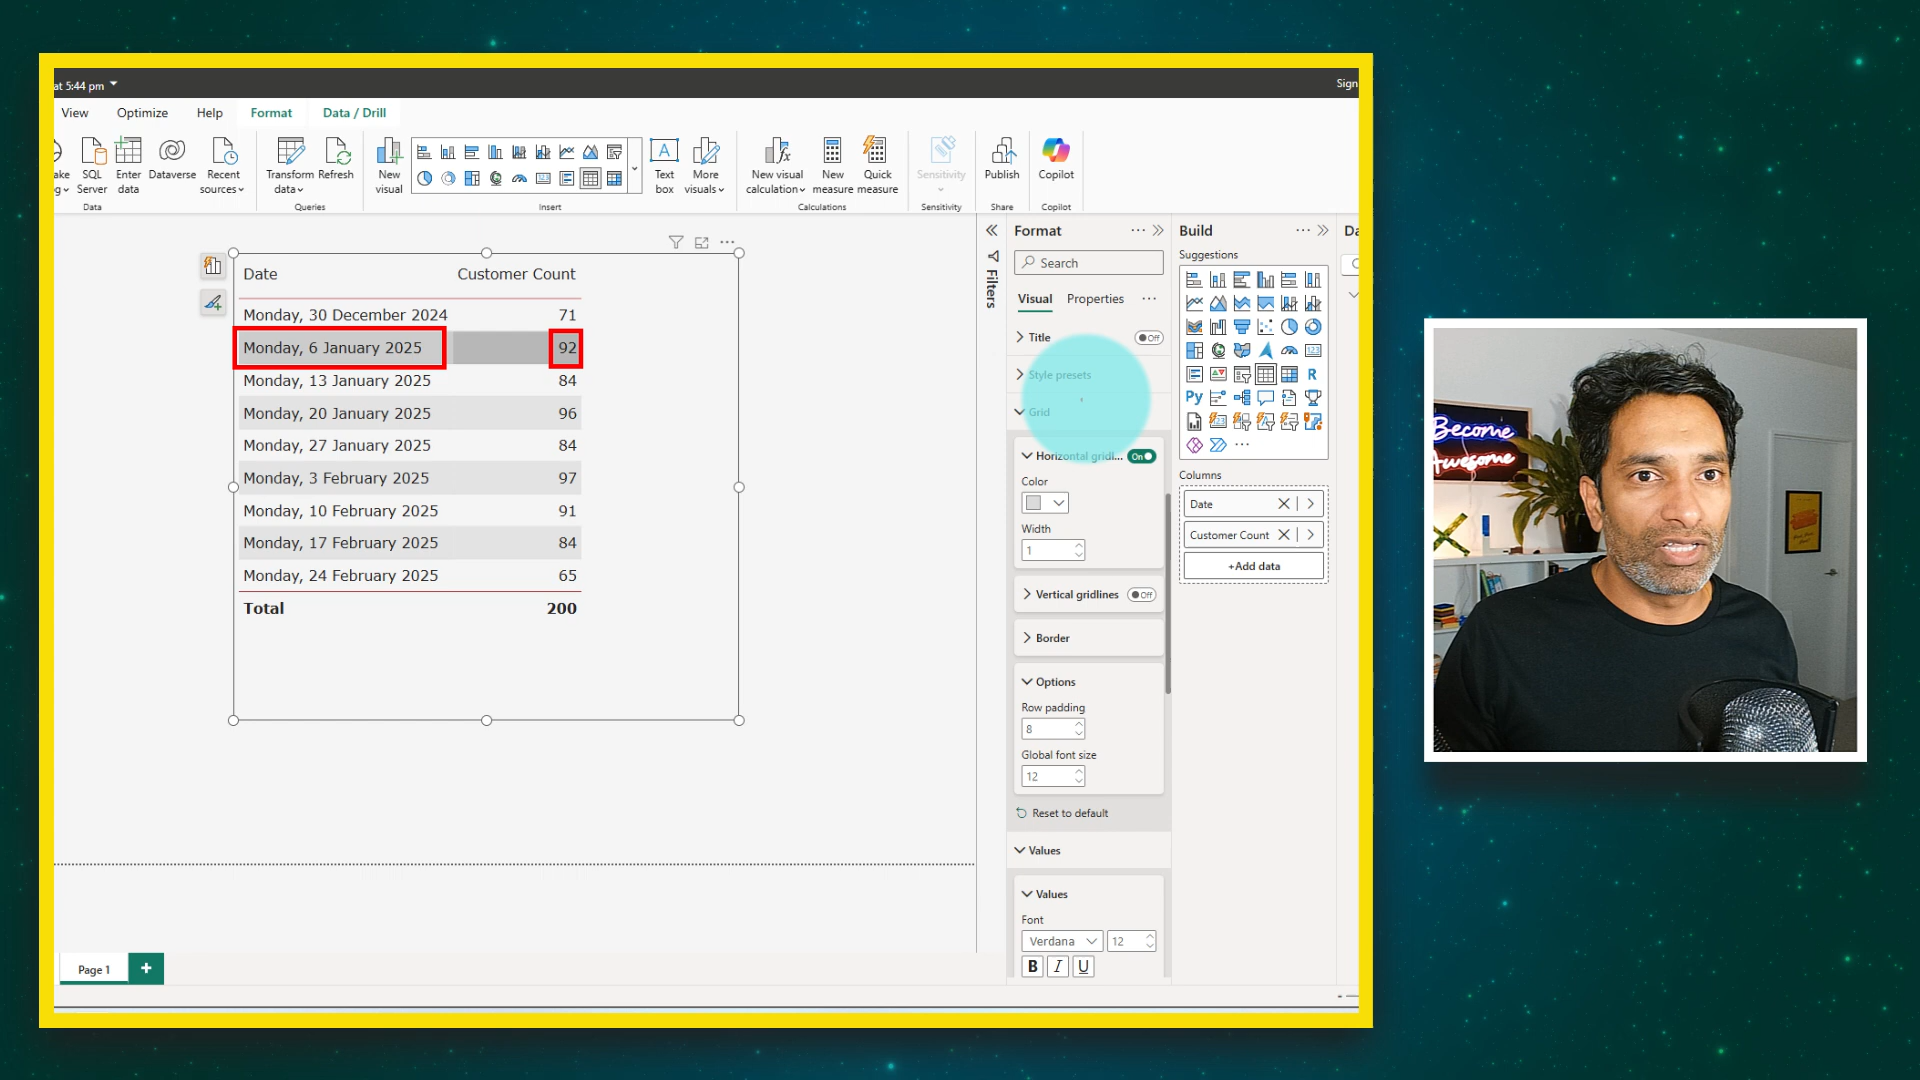 at 5:44 pm
Sign
View Optimize Help Format Data / Drill
SQL Server
Enter data
Dataverse
Recent sources
Transform data
Refresh
New visual
Text box
More visuals
New visual calculation
New measure
Quick measure
Sensitivity
Publish
Copilot
Data Queries Insert Calculations Sensitivity Share Copilot
Date Customer Count
Monday, 30 December 2024 71
Monday, 6 January 2025 92
Monday, 13 January 2025 84
Monday, 20 January 2025 96
Monday, 27 January 2025 84
Monday, 3 February 2025 97
Monday, 10 February 2025 91
Monday, 17 February 2025 84
Monday, 24 February 2025 65
Total 200
Page 1
Filters
Format
Search
Visual Properties
Title Off
Style presets
Grid
Horizontal gridl... On
Color
Width
1
Vertical gridlines Off
Border
Options
Row padding
8
Global font size
12
Reset to default
Values
Values
Font
Verdana 12
B I U
Build
Suggestions
R
Py
Columns
Date
Customer Count
+Add data
Become
Awesome